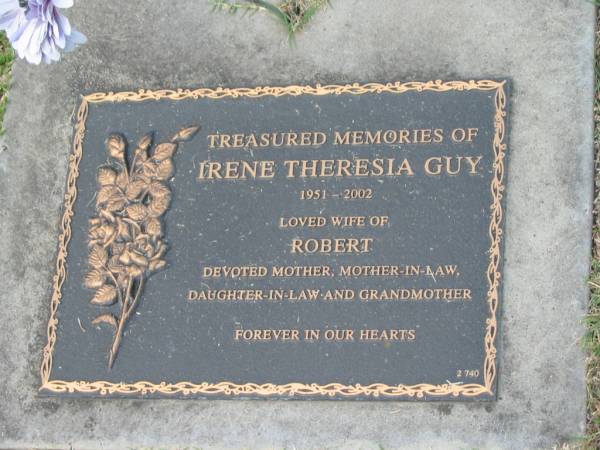 TREASURED MEMORIES OF
IRENE THERESIA GUY
1951 – 2002
LOVED WIFE OF
ROBERT
DEVOTED MOTHER, MOTHER-IN-LAW,
DAUGHTER-IN-LAW AND GRANDMOTHER
FOREVER IN OUR HEARTS
2 740